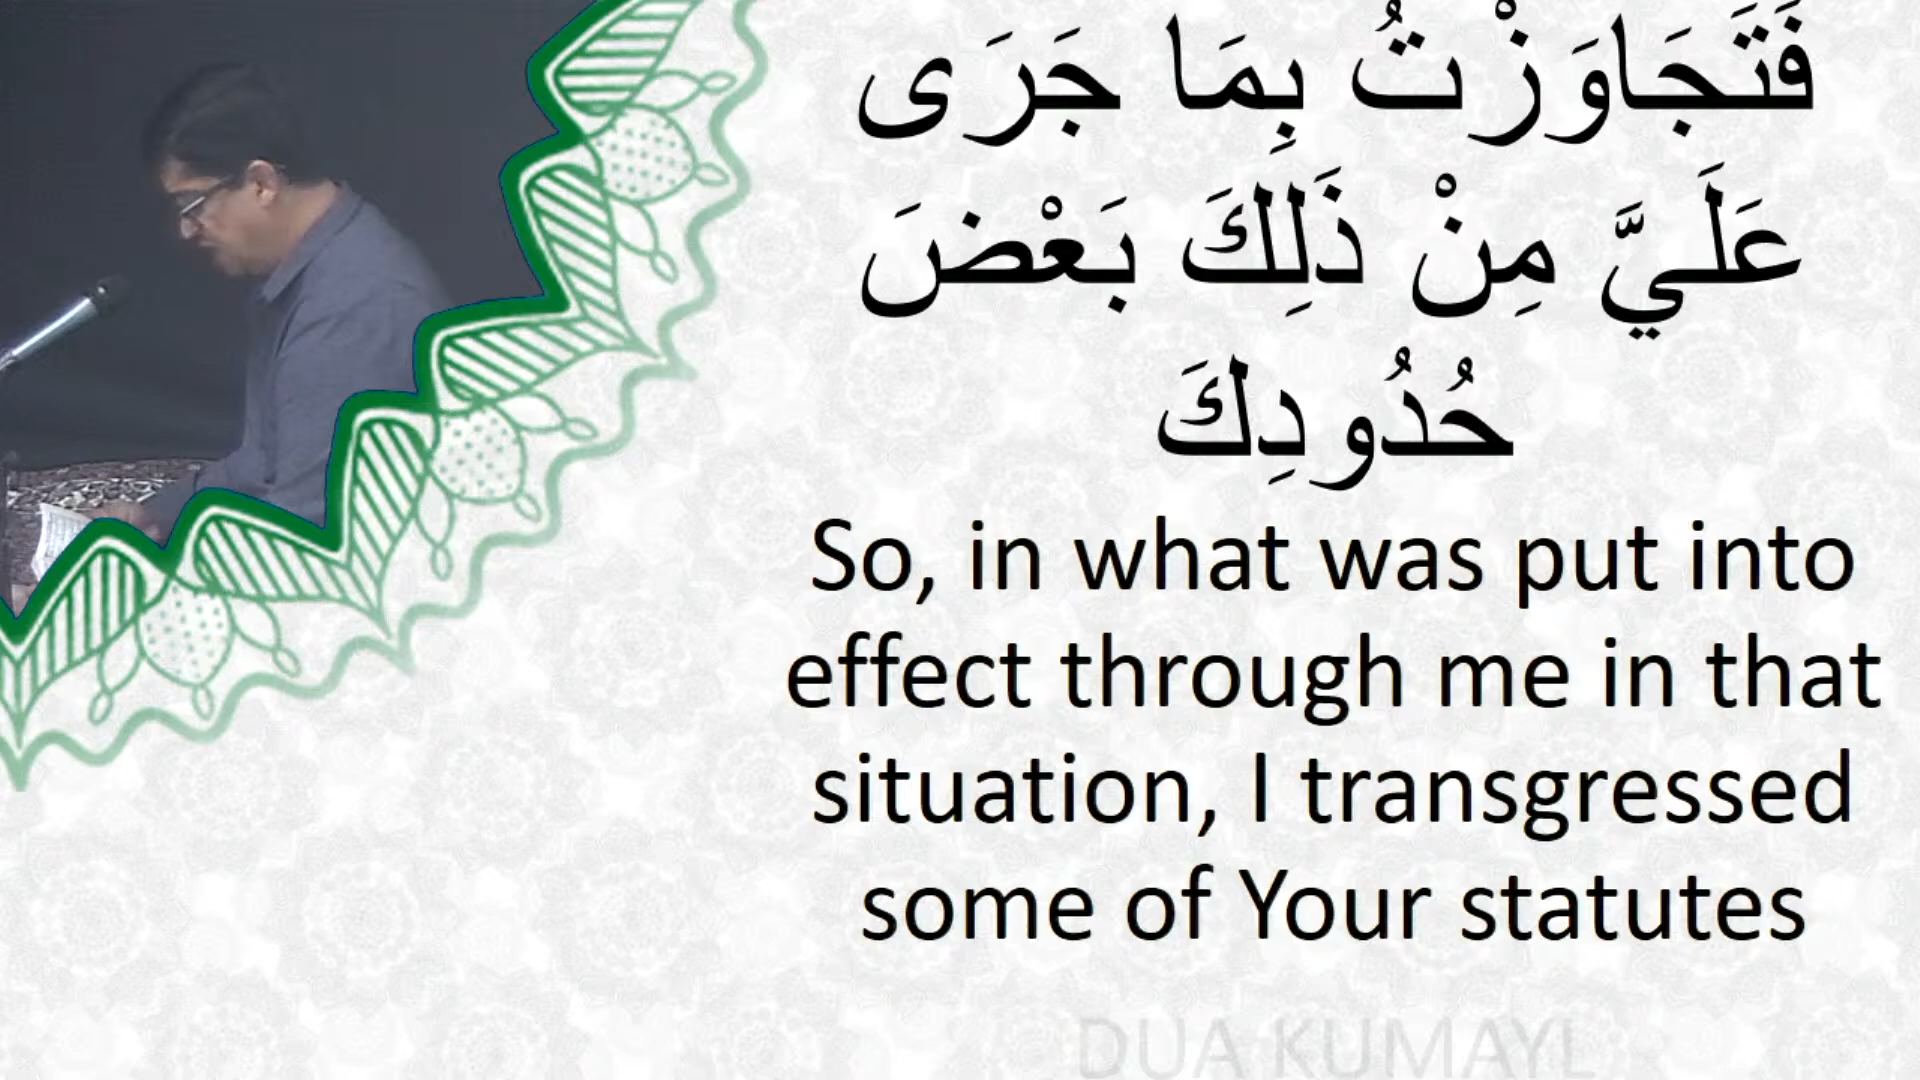 فَتَجَاوَزْتُ بِمَا جَرَى
عَلَيَّ مِنْ ذَلِكَ بَعْضَ
حُدُودِكَ
So, in what was put into
effect through me in that
situation, I transgressed
some of Your statutes
DUA KUMAYL